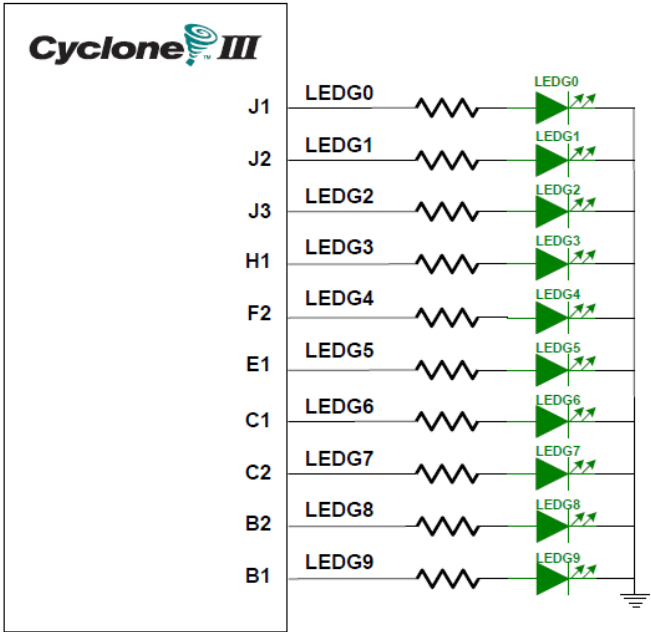 Cyclone III
LEDG0
J1 LEDG0
LEDG1
J2 LEDG1
LEDG2
J3 LEDG2
LEDG3
H1 LEDG3
LEDG4
F2 LEDG4
LEDG5
E1 LEDG5
LEDG6
C1 LEDG6
LEDG7
C2 LEDG7
LEDG8
B2 LEDG8
LEDG9
B1 LEDG9